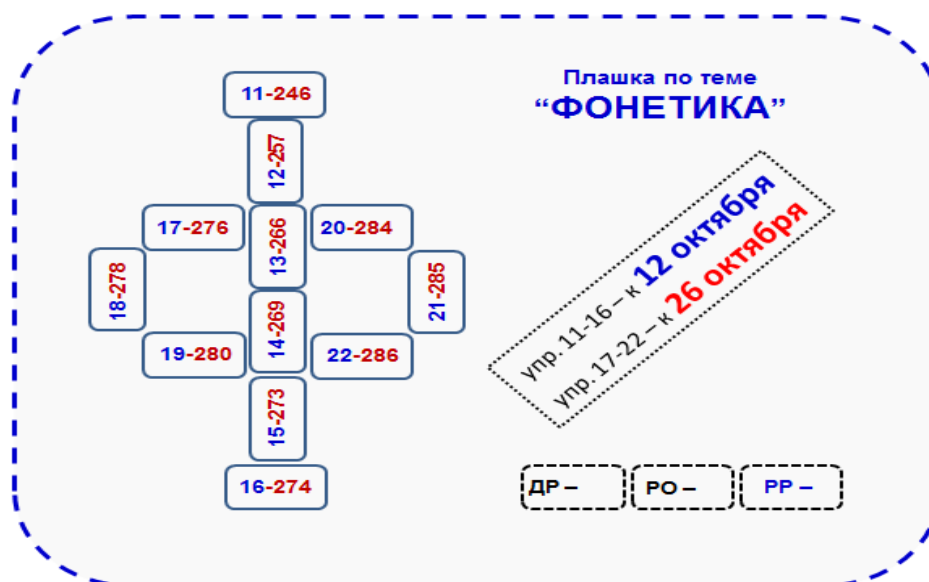 Плашка по теме
“ФОНЕТИКА”
11-246
12-257
17-276
13-266
20-284
18-278
21-285
19-280
14-269
22-286
15-273
16-274
упр. 11-16 – к 12 октября
упр. 17-22 – к 26 октября
ДР –
РО –
РР –